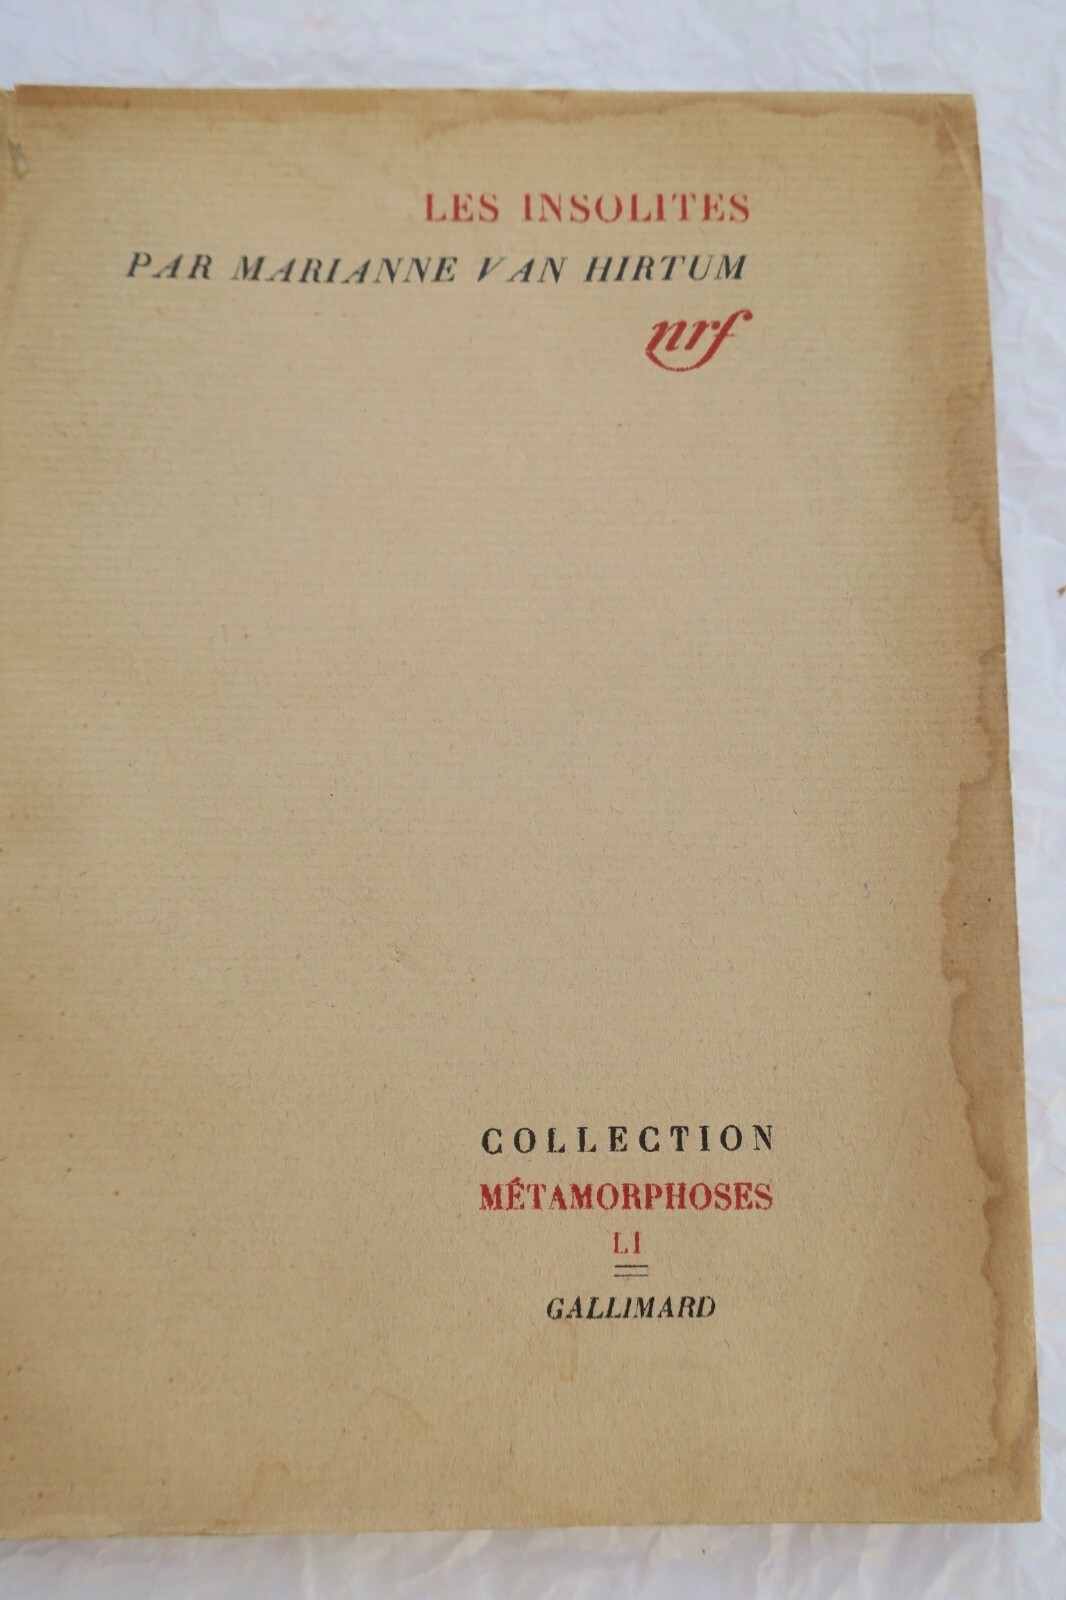 LES INSOLITES
PAR MARIANNE VAN HIRTUM
nrf
COLLECTION
MÉTAMORPHOSES
LI
GALLIMARD